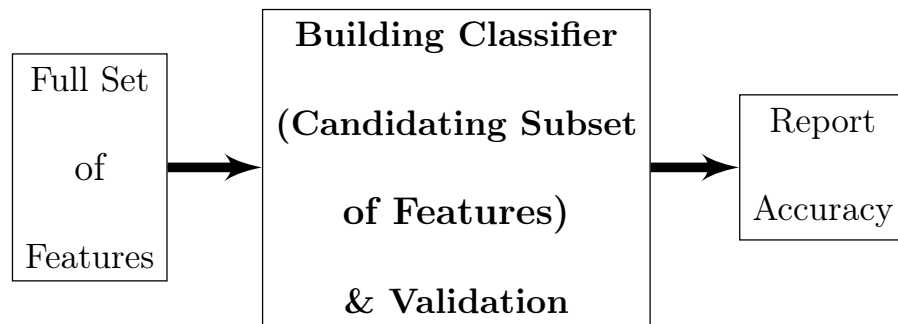 Full Set
of
Features
Building Classifier
(Candidating Subset
of Features)
& Validation
Report
Accuracy